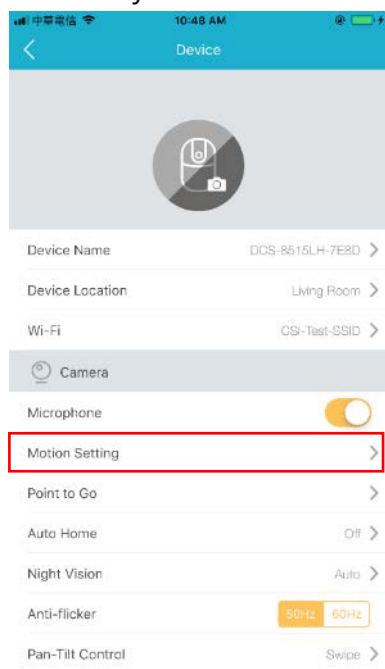 中華電信 10:48 AM
Device
Device Name DCS-8515LH-7E8D
Device Location Living Room
Wi-Fi CSI-Test-SSID
Camera
Microphone
Motion Setting
Point to Go
Auto Home Off
Night Vision Auto
Anti-flicker 50Hz 60Hz
Pan-Tilt Control Swipe